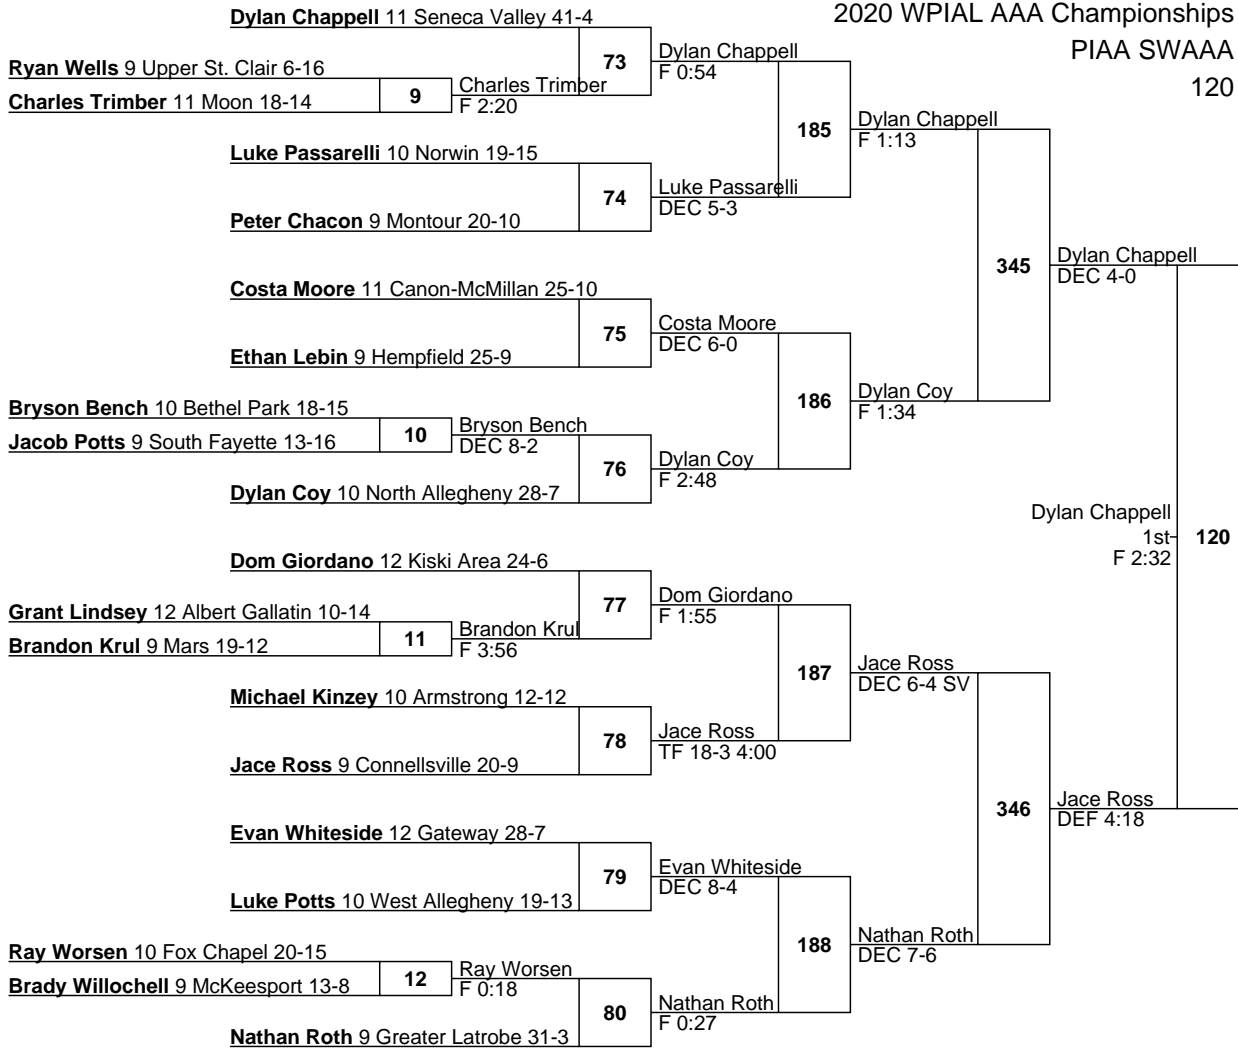 2020 WPIAL AAA Championships
PIAA SWAAA
120
Dylan Chappell 11 Seneca Valley 41-4
73
Dylan Chappell
F 0:54
Ryan Wells 9 Upper St. Clair 6-16
Charles Trimber 11 Moon 18-14
9
Charles Trimber
F 2:20
185
Dylan Chappell
F 1:13
Luke Passarelli 10 Norwin 19-15
74
Luke Passarelli
DEC 5-3
Peter Chacon 9 Montour 20-10
345
Dylan Chappell
DEC 4-0
Costa Moore 11 Canon-McMillan 25-10
75
Costa Moore
DEC 6-0
Ethan Lebin 9 Hempfield 25-9
186
Dylan Coy
F 1:34
Bryson Bench 10 Bethel Park 18-15
Jacob Potts 9 South Fayette 13-16
10
Bryson Bench
DEC 8-2
76
Dylan Coy
F 2:48
Dylan Coy 10 North Allegheny 28-7
Dylan Chappell
1st
F 2:32
120
Dom Giordano 12 Kiski Area 24-6
77
Dom Giordano
F 1:55
Grant Lindsey 12 Albert Gallatin 10-14
Brandon Krul 9 Mars 19-12
11
Brandon Krul
F 3:56
187
Jace Ross
DEC 6-4 SV
Michael Kinzey 10 Armstrong 12-12
78
Jace Ross
TF 18-3 4:00
Jace Ross 9 Connellsville 20-9
346
Jace Ross
DEF 4:18
Evan Whiteside 12 Gateway 28-7
79
Evan Whiteside
DEC 8-4
Luke Potts 10 West Allegheny 19-13
188
Nathan Roth
DEC 7-6
Ray Worsen 10 Fox Chapel 20-15
Brady Willochell 9 McKeesport 13-8
12
Ray Worsen
F 0:18
80
Nathan Roth
F 0:27
Nathan Roth 9 Greater Latrobe 31-3